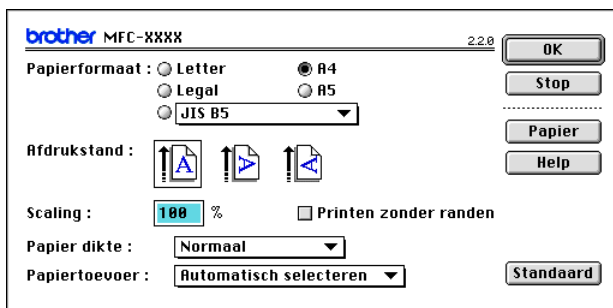 brother MFC-XXXX 2.2.0 OK
Papierformaat : Letter A4 Stop
Legal A5
JIS B5
Papier
Afdrukstand : A A A Help
Scaling : 100 % Printen zonder randen
Papier dikte : Normaal
Papiertoevoer : Automatisch selecteren Standaard